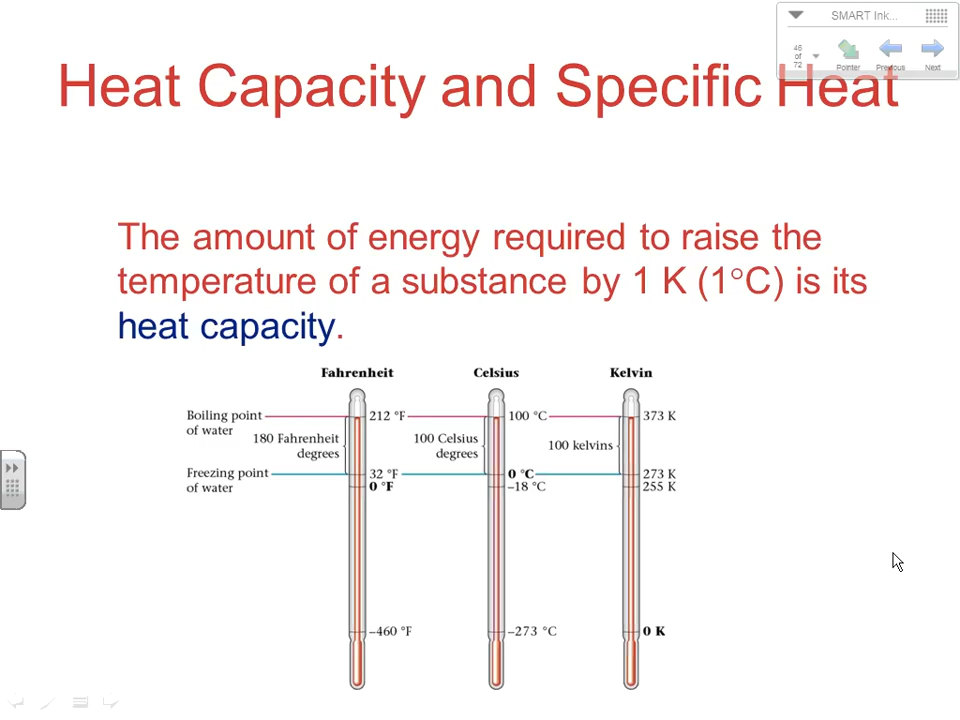 SMART Ink...
46
of
72
Pointer
Previous
Next
Heat Capacity and Specific Heat
The amount of energy required to raise the
temperature of a substance by 1 K (1°C) is its
heat capacity.
Fahrenheit
Celsius
Kelvin
Boiling point
of water
212 °F
100 °C
373 K
180 Fahrenheit
degrees
100 Celsius
degrees
100 kelvins
Freezing point
of water
32 °F
0 °C
273 K
0 °F
–18 °C
255 K
–460 °F
–273 °C
0 K